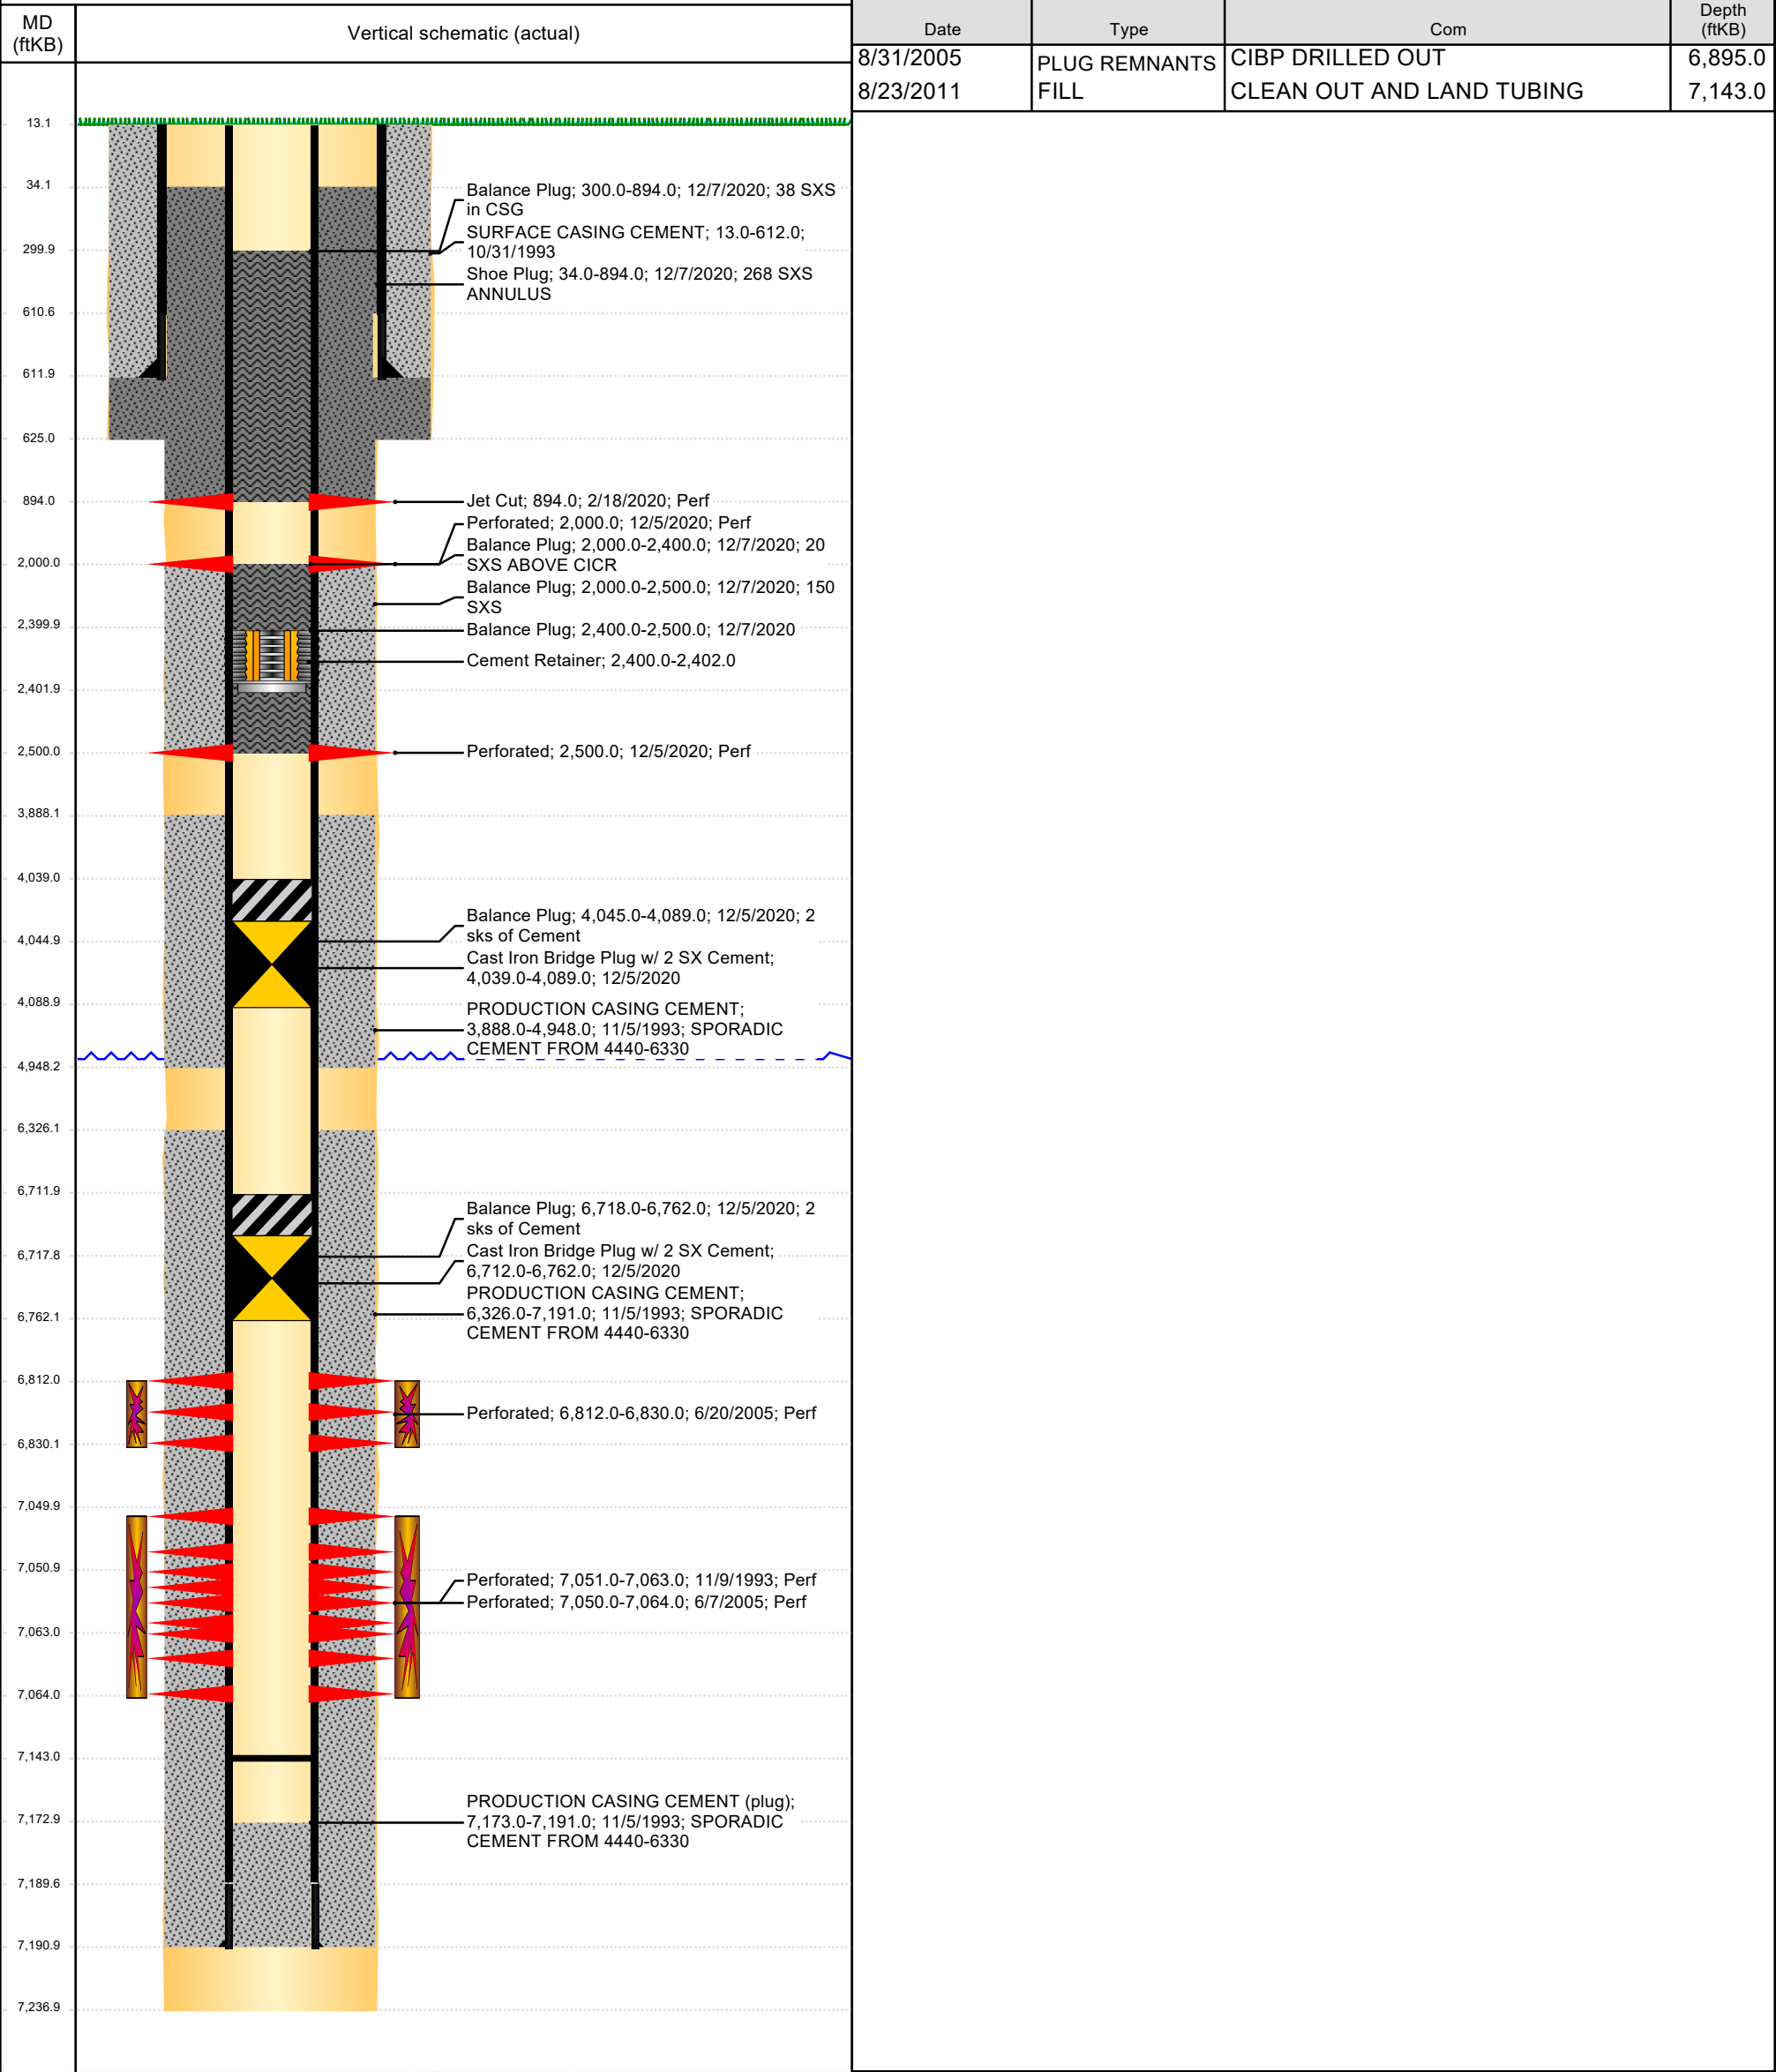 MD
(ftKB)
Vertical schematic (actual)
Date
Type
Com
Depth
(ftKB)
8/31/2005
PLUG REMNANTS
CIBP DRILLED OUT
6,895.0
8/23/2011
FILL
CLEAN OUT AND LAND TUBING
7,143.0
13.1
34.1
Balance Plug; 300.0-894.0; 12/7/2020; 38 SXS
in CSG
SURFACE CASING CEMENT; 13.0-612.0;
299.9
10/31/1993
Shoe Plug; 34.0-894.0; 12/7/2020; 268 SXS
ANNULUS
610.6
611.9
625.0
894.0
Jet Cut; 894.0; 2/18/2020; Perf
Perforated; 2,000.0; 12/5/2020; Perf
Balance Plug; 2,000.0-2,400.0; 12/7/2020; 20
2,000.0
SXS ABOVE CICR
Balance Plug; 2,000.0-2,500.0; 12/7/2020; 150
SXS
2,399.9
Balance Plug; 2,400.0-2,500.0; 12/7/2020
Cement Retainer; 2,400.0-2,402.0
2,401.9
2,500.0
Perforated; 2,500.0; 12/5/2020; Perf
3,888.1
4,039.0
Balance Plug; 4,045.0-4,089.0; 12/5/2020; 2
4,044.9
sks of Cement
Cast Iron Bridge Plug w/ 2 SX Cement;
4,039.0-4,089.0; 12/5/2020
4,088.9
PRODUCTION CASING CEMENT;
3,888.0-4,948.0; 11/5/1993; SPORADIC
CEMENT FROM 4440-6330
4,948.2
6,326.1
6,711.9
Balance Plug; 6,718.0-6,762.0; 12/5/2020; 2
sks of Cement
6,717.8
Cast Iron Bridge Plug w/ 2 SX Cement;
6,712.0-6,762.0; 12/5/2020
PRODUCTION CASING CEMENT;
6,762.1
6,326.0-7,191.0; 11/5/1993; SPORADIC
CEMENT FROM 4440-6330
6,812.0
Perforated; 6,812.0-6,830.0; 6/20/2005; Perf
6,830.1
7,049.9
7,050.9
Perforated; 7,051.0-7,063.0; 11/9/1993; Perf
Perforated; 7,050.0-7,064.0; 6/7/2005; Perf
7,063.0
7,064.0
7,143.0
PRODUCTION CASING CEMENT (plug);
7,172.9
7,173.0-7,191.0; 11/5/1993; SPORADIC
CEMENT FROM 4440-6330
7,189.6
7,190.9
7,236.9